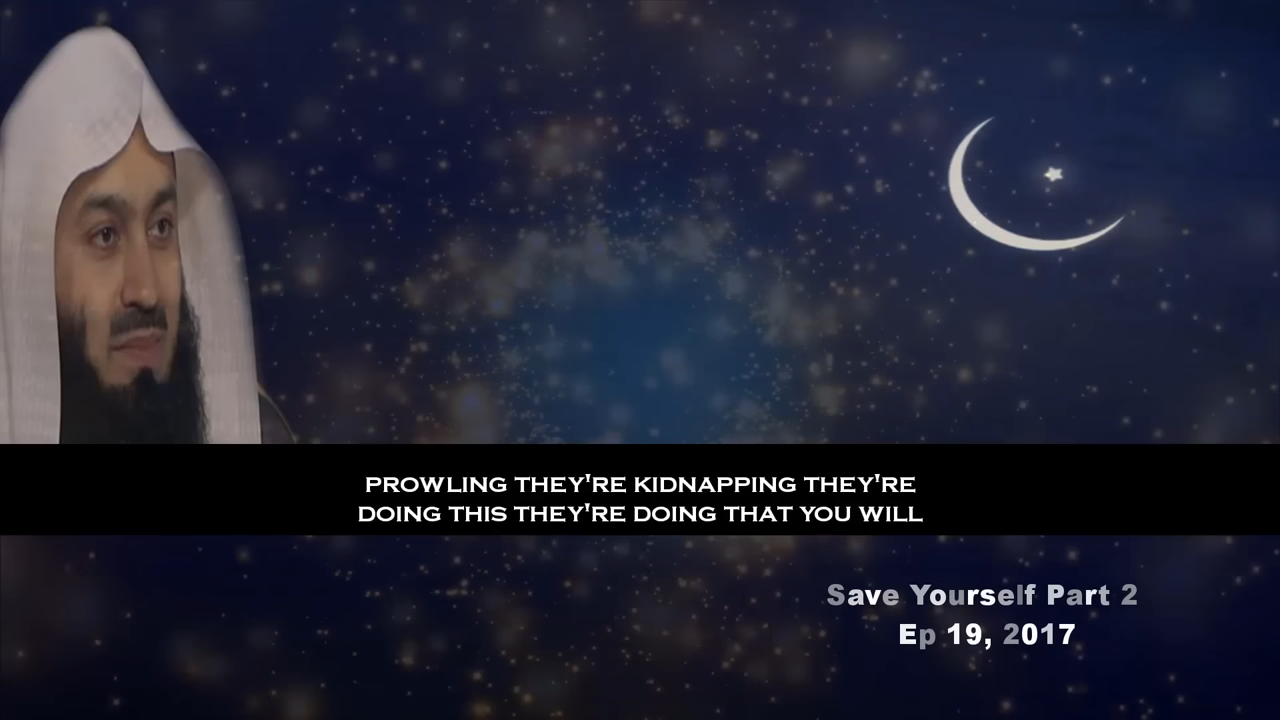 PROWLING THEY'RE KIDNAPPING THEY'RE
DOING THIS THEY'RE DOING THAT YOU WILL
Save Yourself Part 2
Ep 19, 2017